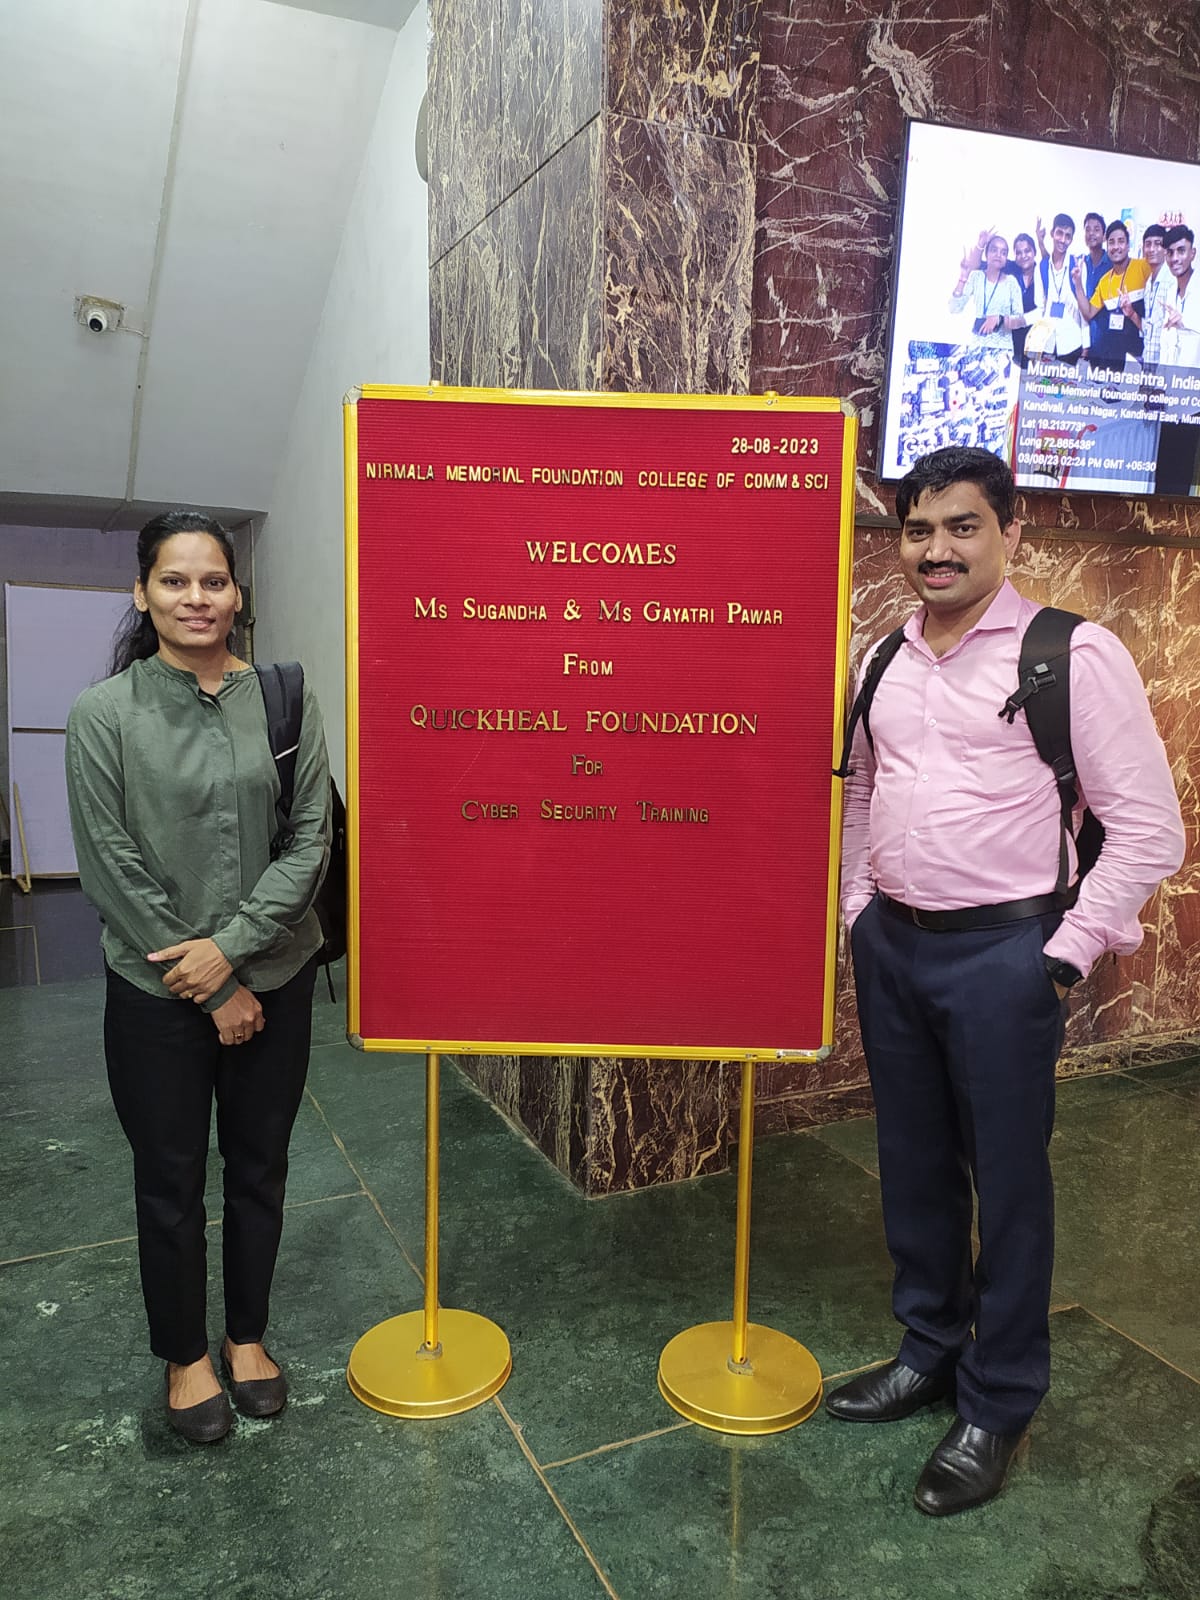 28-08-2023
NIRMALA MEMORIAL FOUNDATION COLLEGE OF COMM & SCI
WELCOMES
MS SUGANDHA & MS GAYATRI PAWAR
FROM
QUICKHEAL FOUNDATION
FOR
CYBER SECURITY TRAINING
Mumbai, Maharashtra, India
Nirmala Memorial foundation college of Co
Kandivali, Asha Nagar, Kandivali East, Mum
Lat 19.213773°
Long 72.865438°
03/08/23 02:24 PM GMT +05:30